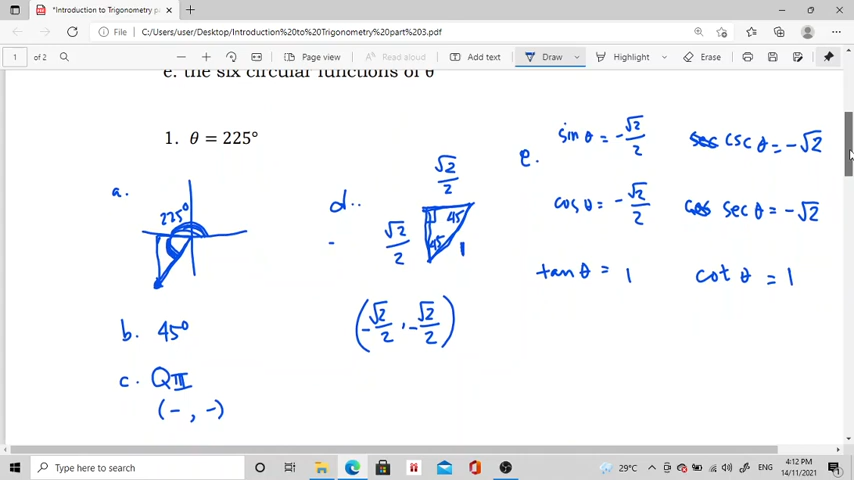 *Introduction to Trigonometry pa
File
C:/Users/user/Desktop/Introduction%20to%20Trigonometry%20part%203.pdf
1 of 2
Page view
Read aloud
Add text
Draw
Highlight
Erase
e. the six circular functions of θ
1. θ = 225°
a.
225°
b. 45°
c. QIII
(-, -)
d..
√2/2
√2/2
45
45
1
(-√2/2, -√2/2)
e.
sin θ = -√2/2
csc θ = -√2
cos θ = -√2/2
sec θ = -√2
tan θ = 1
cot θ = 1
Type here to search
29°C
ENG
4:12 PM
14/11/2021